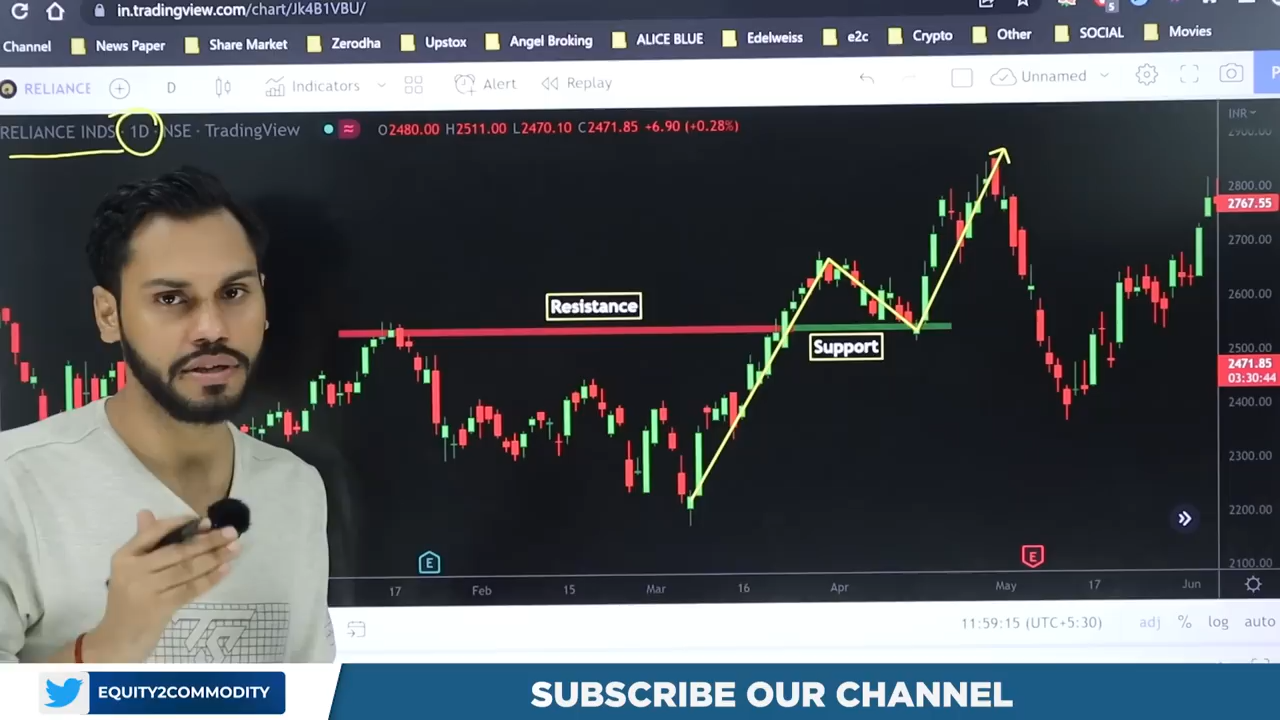 in.tradingview.com/chart/Jk4B1VBU/
5
Channel News Paper Share Market Zerodha Upstox Angel Broking ALICE BLUE Edelweiss e2c Crypto Other SOCIAL Movies
RELIANCE D Indicators Alert Replay Unnamed P
RELIANCE INDS · 1D · NSE · TradingView O2480.00 H2511.00 L2470.10 C2471.85 +6.90 (+0.28%)
INR
2900.00
2800.00
2767.55
2700.00
2600.00
Resistance
2500.00
Support
2471.85
03:30:44
2400.00
2300.00
2200.00
2100.00
E E
17 Feb 15 Mar 16 Apr May 17 Jun
11:59:15 (UTC+5:30) adj % log auto
EQUITY2COMMODITY
SUBSCRIBE OUR CHANNEL